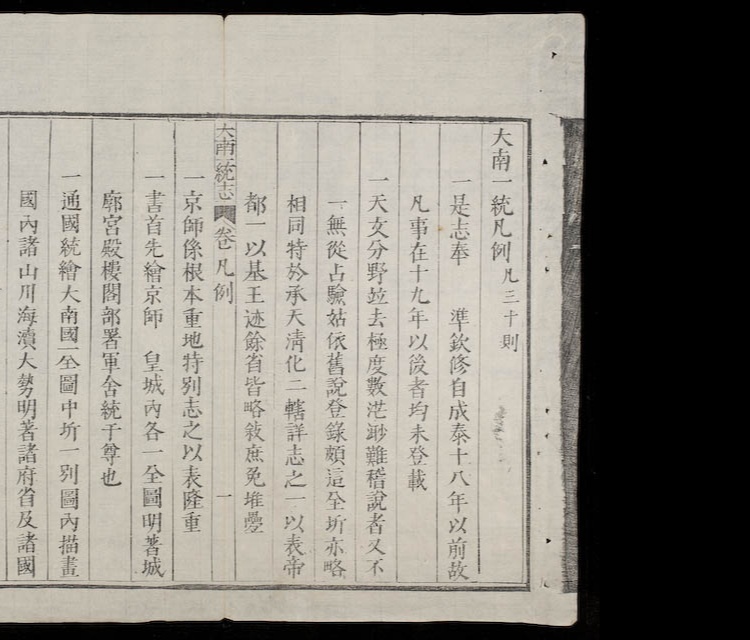 大南一統凡例凡三十則
一是志奉 準欽修自成泰十八年以前故
凡事在十九年以後者均未登載
一天文分野竝去極度數茫渺難稽說者又不
一無從占驗姑依舊說登錄頗這全圻亦略
相同特於承天清化二轄詳志之一以表帝
都一以基王迹餘省皆略敘庶免堆疊
大南一統志 卷 凡例 一
一京師係根本重地特別志之以表隆重
一書首先繪京師 皇城內各一全圖明著城
廓宮殿樓閣部署軍舍統于尊也
一通國統繪大南國一全圖中圻一別圖內描畫
國內諸山川海瀆大勢明著諸府省及諸國